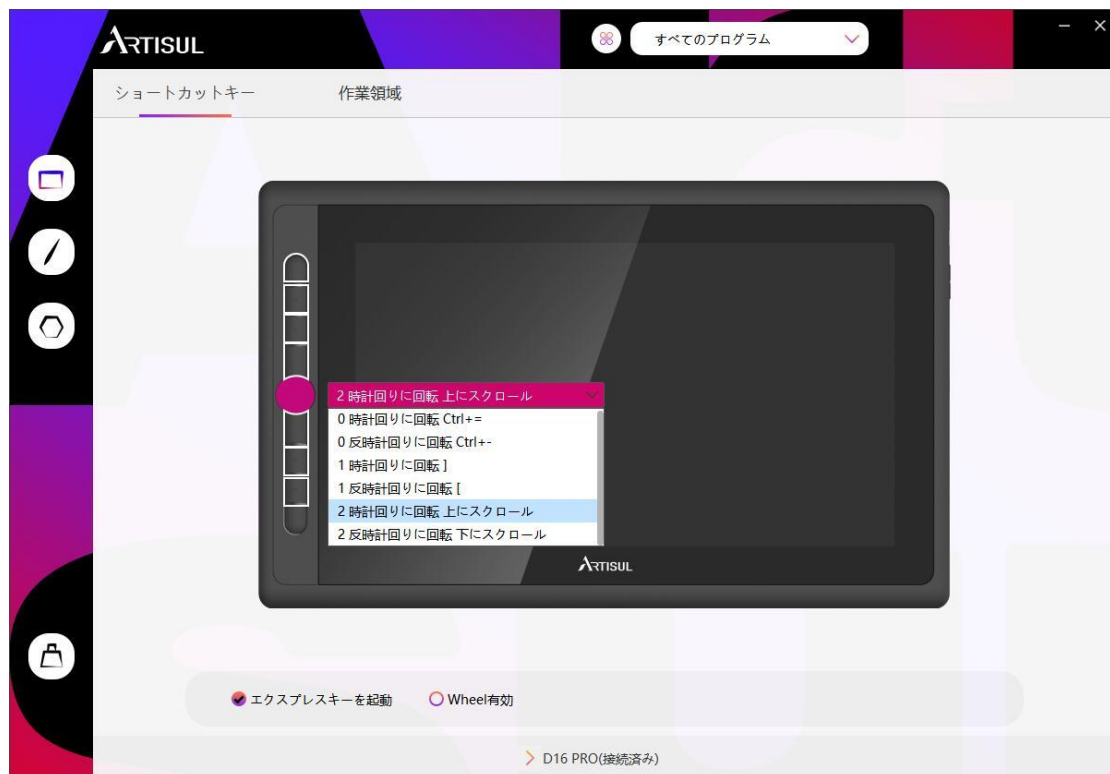 ARTISUL
すべてのプログラム
ショートカットキー
作業領域
2 時計回りに回転 上にスクロール
0 時計回りに回転 Ctrl+=
0 反時計回りに回転 Ctrl+-
1 時計回りに回転 ]
1 反時計回りに回転 [
2 時計回りに回転 上にスクロール
2 反時計回りに回転 下にスクロール
ARTISUL
エクスプレスキーを起動
Wheel有効
D16 PRO(接続済み)